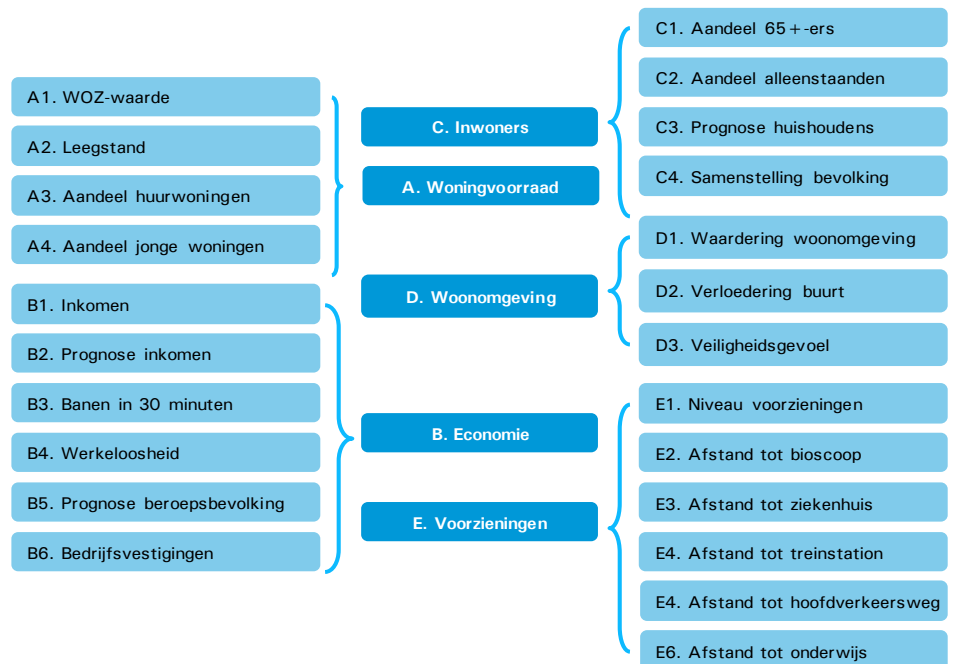 A1. WOZ-waarde
A2. Leegstand
A3. Aandeel huurwoningen
A4. Aandeel jonge woningen
B1. Inkomen
B2. Prognose inkomen
B3. Banen in 30 minuten
B4. Werkeloosheid
B5. Prognose beroepsbevolking
B6. Bedrijfsvestigingen
C. Inwoners
A. Woningvoorraad
D. Woonomgeving
B. Economie
E. Voorzieningen
C1. Aandeel 65+-ers
C2. Aandeel alleenstaanden
C3. Prognose huishoudens
C4. Samenstelling bevolking
D1. Waardering woonomgeving
D2. Verloedering buurt
D3. Veiligheidsgevoel
E1. Niveau voorzieningen
E2. Afstand tot bioscoop
E3. Afstand tot ziekenhuis
E4. Afstand tot treinstation
E4. Afstand tot hoofdverkeersweg
E6. Afstand tot onderwijs